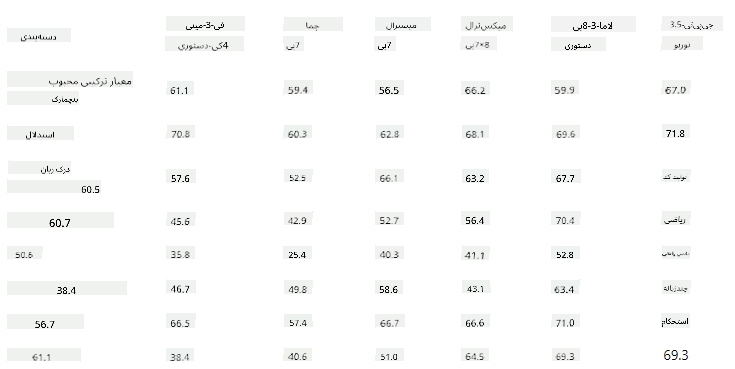 دسته‌بندی فی-3-مینی جما میسترال میکس‌ترال لاما-3-8بی جی‌پی‌تی-3.5
4کی-دستوری 7بی 7بی 8×7بی دستوری توربو
معیار ترکیبی محبوب 61.1 59.4 56.5 66.2 59.9 67.0
بنچمارک
استدلال 70.8 60.3 62.8 68.1 69.6 71.8
درک زبان 57.6 52.5 66.1 63.2 67.7 تولید کد
60.5
60.7 45.6 42.9 52.7 56.4 70.4 ریاضی
50.6 35.8 25.4 40.3 41.1 52.8
38.4 46.7 49.8 58.6 43.1 63.4 چندزبانه
56.7 66.5 57.4 66.7 66.6 71.0 استحکام
61.1 38.4 40.6 51.0 64.5 69.3 69.3